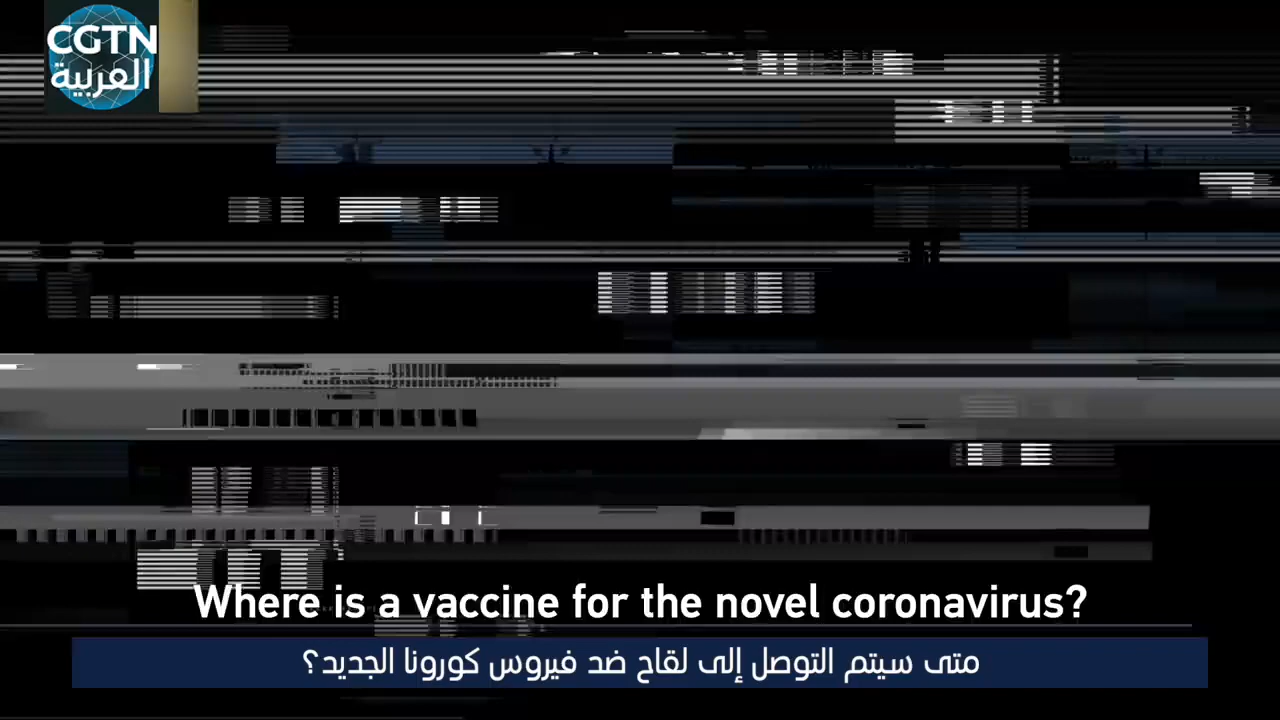 CGTN
العربية
Where is a vaccine for the novel coronavirus?
متى سيتم التوصل إلى لقاح ضد فيروس كورونا الجديد؟